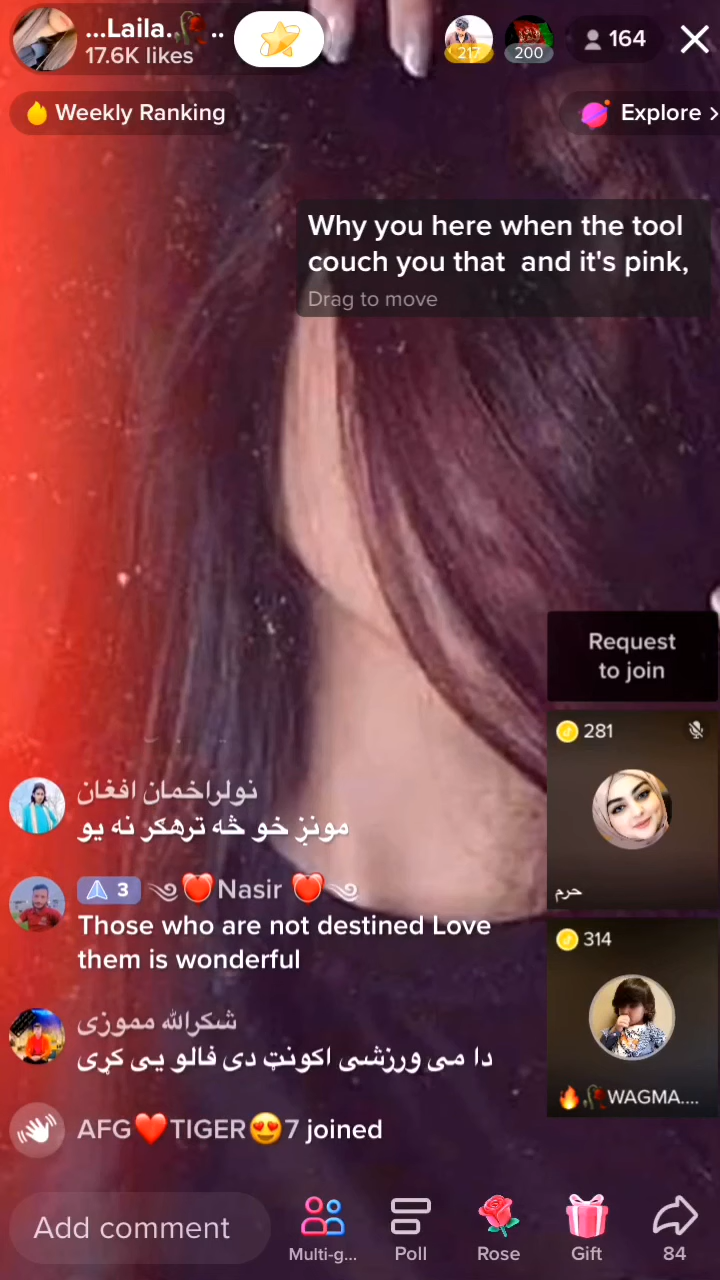 ...Laila.🥀..
17.6K likes
217
200
164
Weekly Ranking
Explore
Why you here when the tool
couch you that and it's pink,
Drag to move
Request
to join
281
حرم
314
🔥🥀WAGMA....
نولراخمان افغان
مونږ خو څه ترهګر نه یو
3 ༄🍎Nasir 🍎༄
Those who are not destined Love
them is wonderful
شکرالله مموزی
دا می ورزشی اکونټ دی فالو یی کړی
AFG❤️TIGER😍7 joined
Add comment
Multi-g...
Poll
Rose
Gift
84